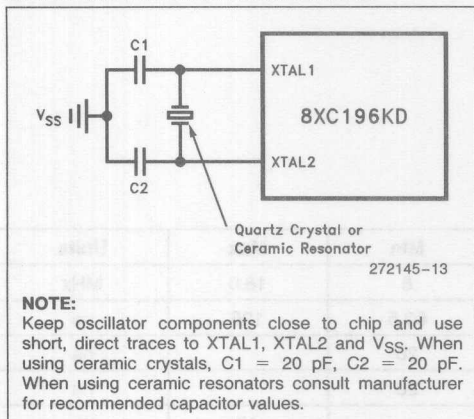 C1
XTAL1
8XC196KD
VSS
XTAL2
C2
Quartz Crystal or
Ceramic Resonator
272145-13
NOTE:
Keep oscillator components close to chip and use
short, direct traces to XTAL1, XTAL2 and VSS. When
using ceramic crystals, C1 = 20 pF, C2 = 20 pF.
When using ceramic resonators consult manufacturer
for recommended capacitor values.